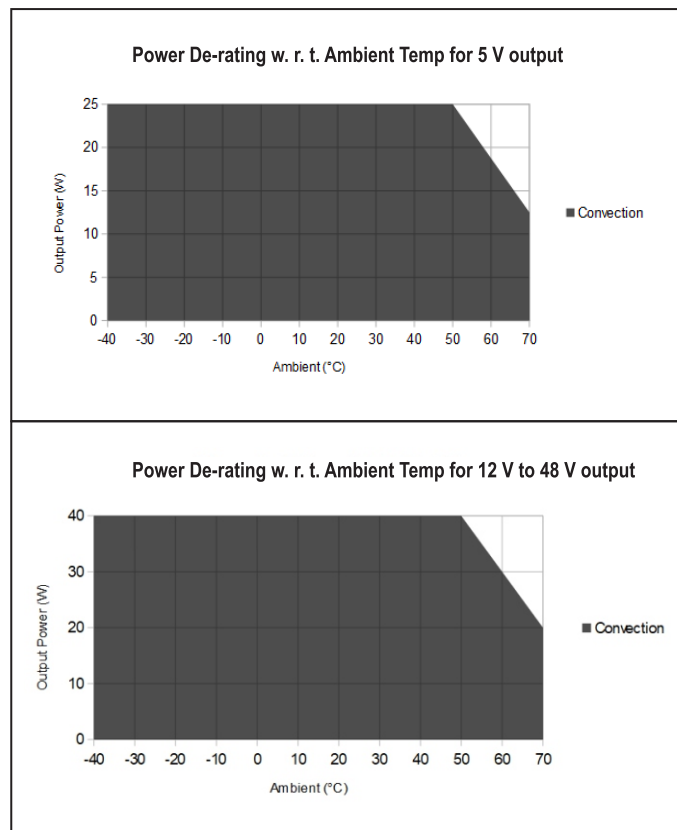 Power De-rating w. r. t. Ambient Temp for 5 V output
25
20
15
10
5
0
Output Power (W)
-40 -30 -20 -10 0 10 20 30 40 50 60 70
Ambient (°C)
Convection
Power De-rating w. r. t. Ambient Temp for 12 V to 48 V output
40
30
20
10
0
Output Power (W)
-40 -30 -20 -10 0 10 20 30 40 50 60 70
Ambient (°C)
Convection